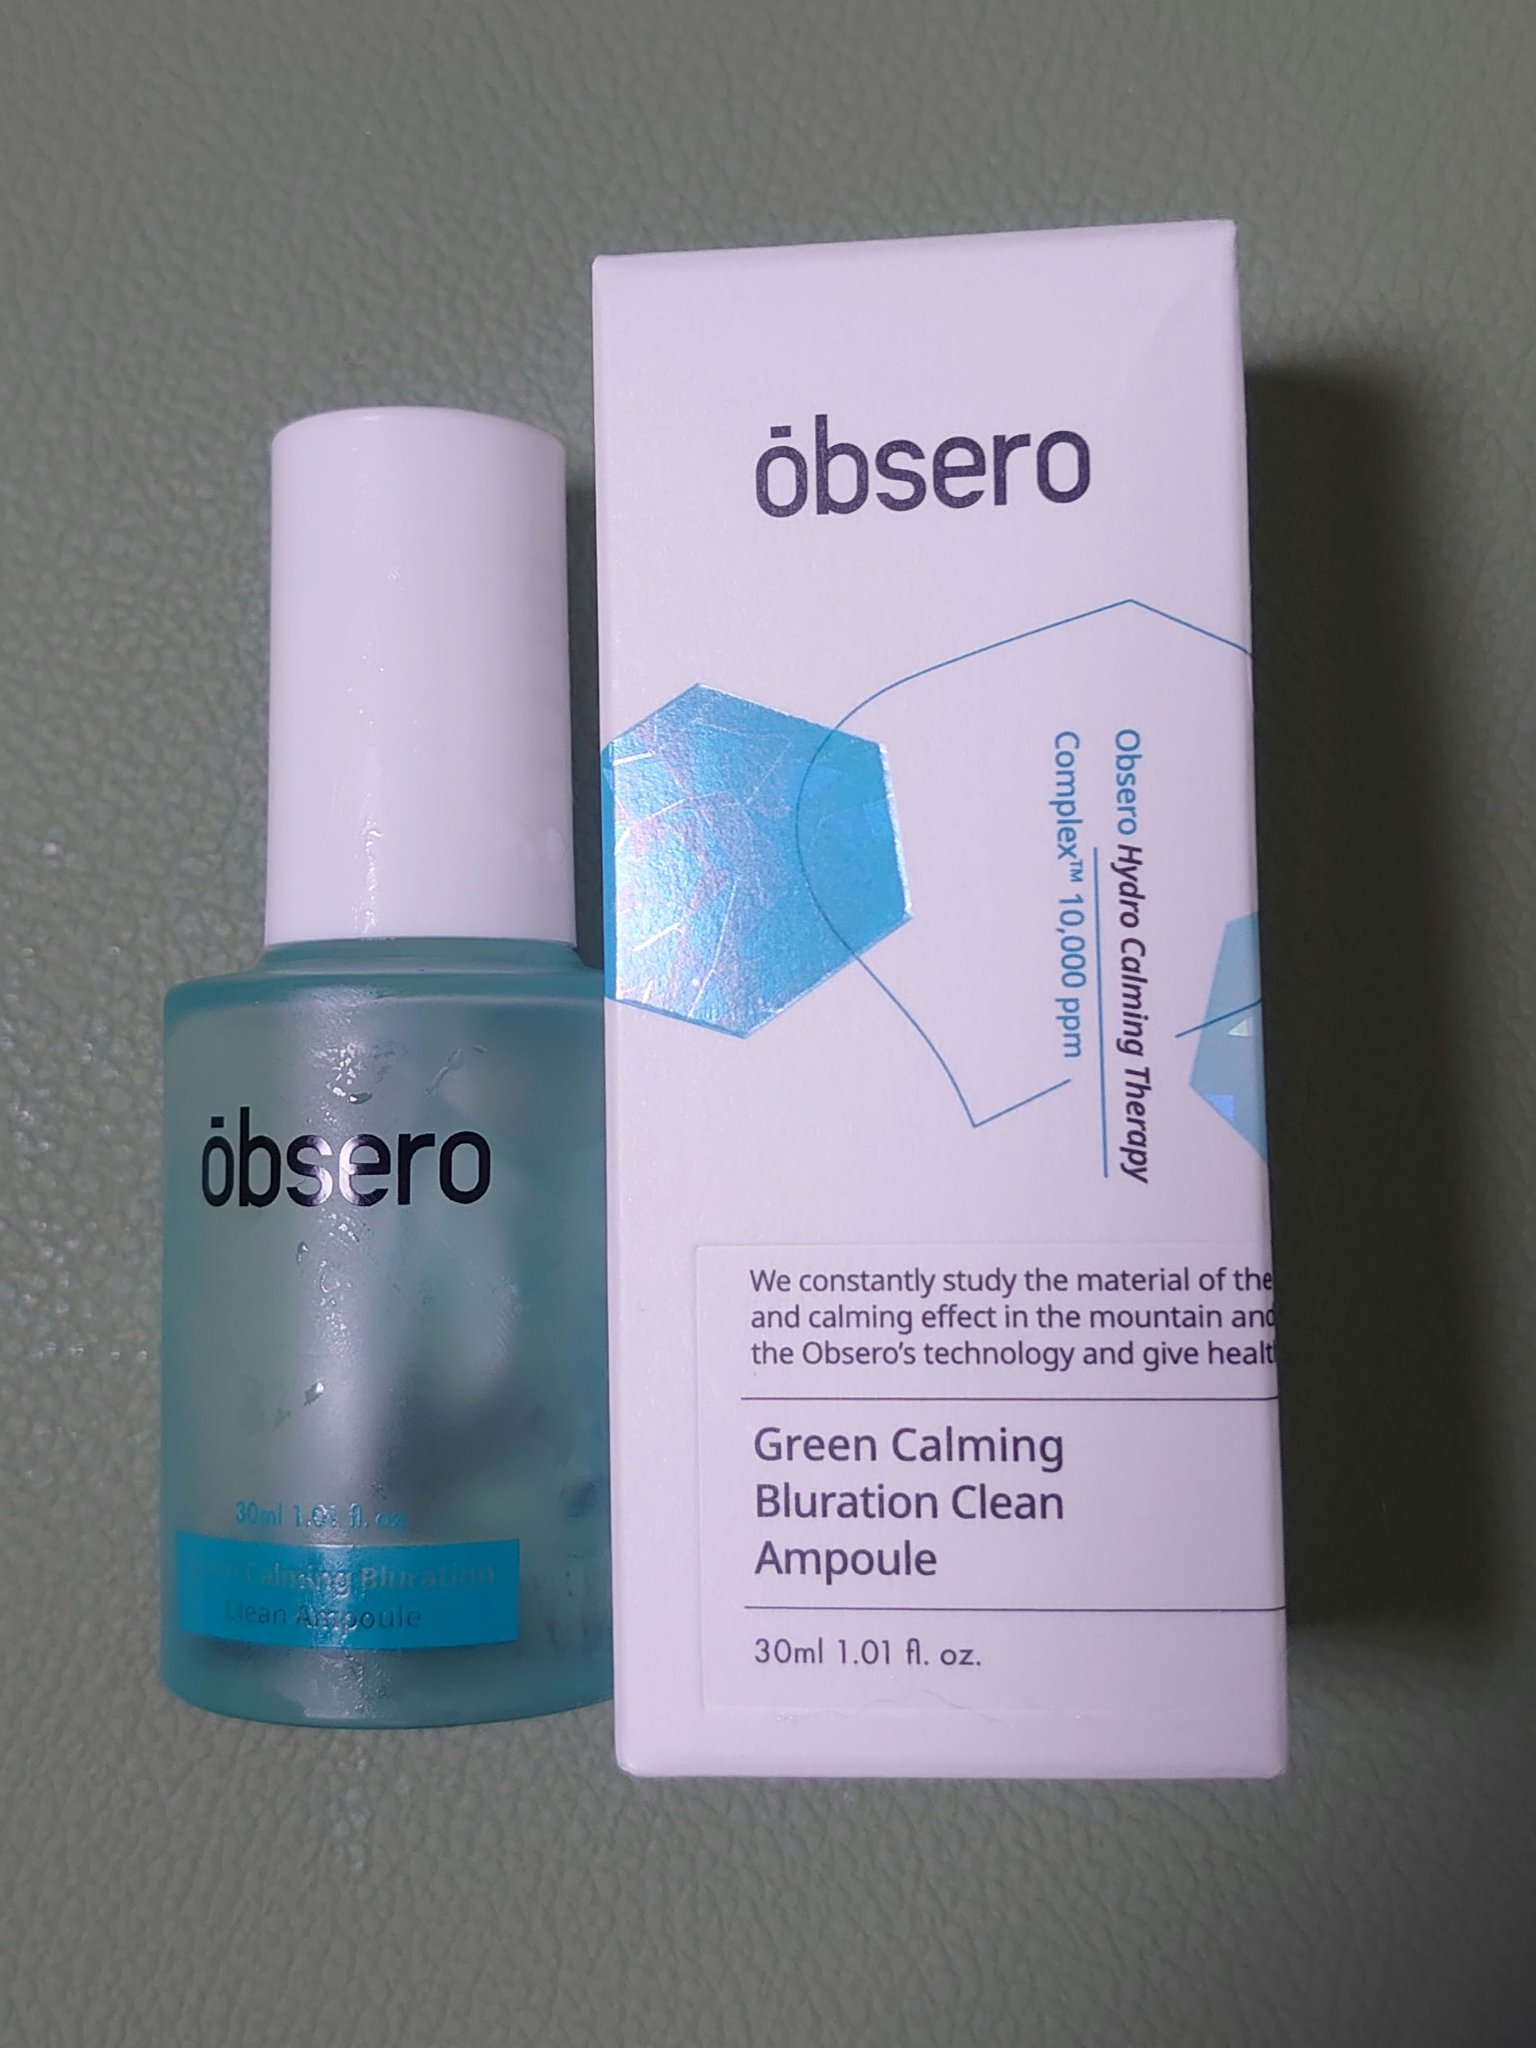 ōbsero
Obsero Hydro Calming Therapy
Complex™ 10,000 ppm
We constantly study the material of the
and calming effect in the mountain and
the Obsero's technology and give healt
Green Calming
Bluration Clean
Ampoule
30ml 1.01 fl. oz.
ōbsero
30ml 1.01 fl. oz.
Calming Bluration
Clean Ampoule